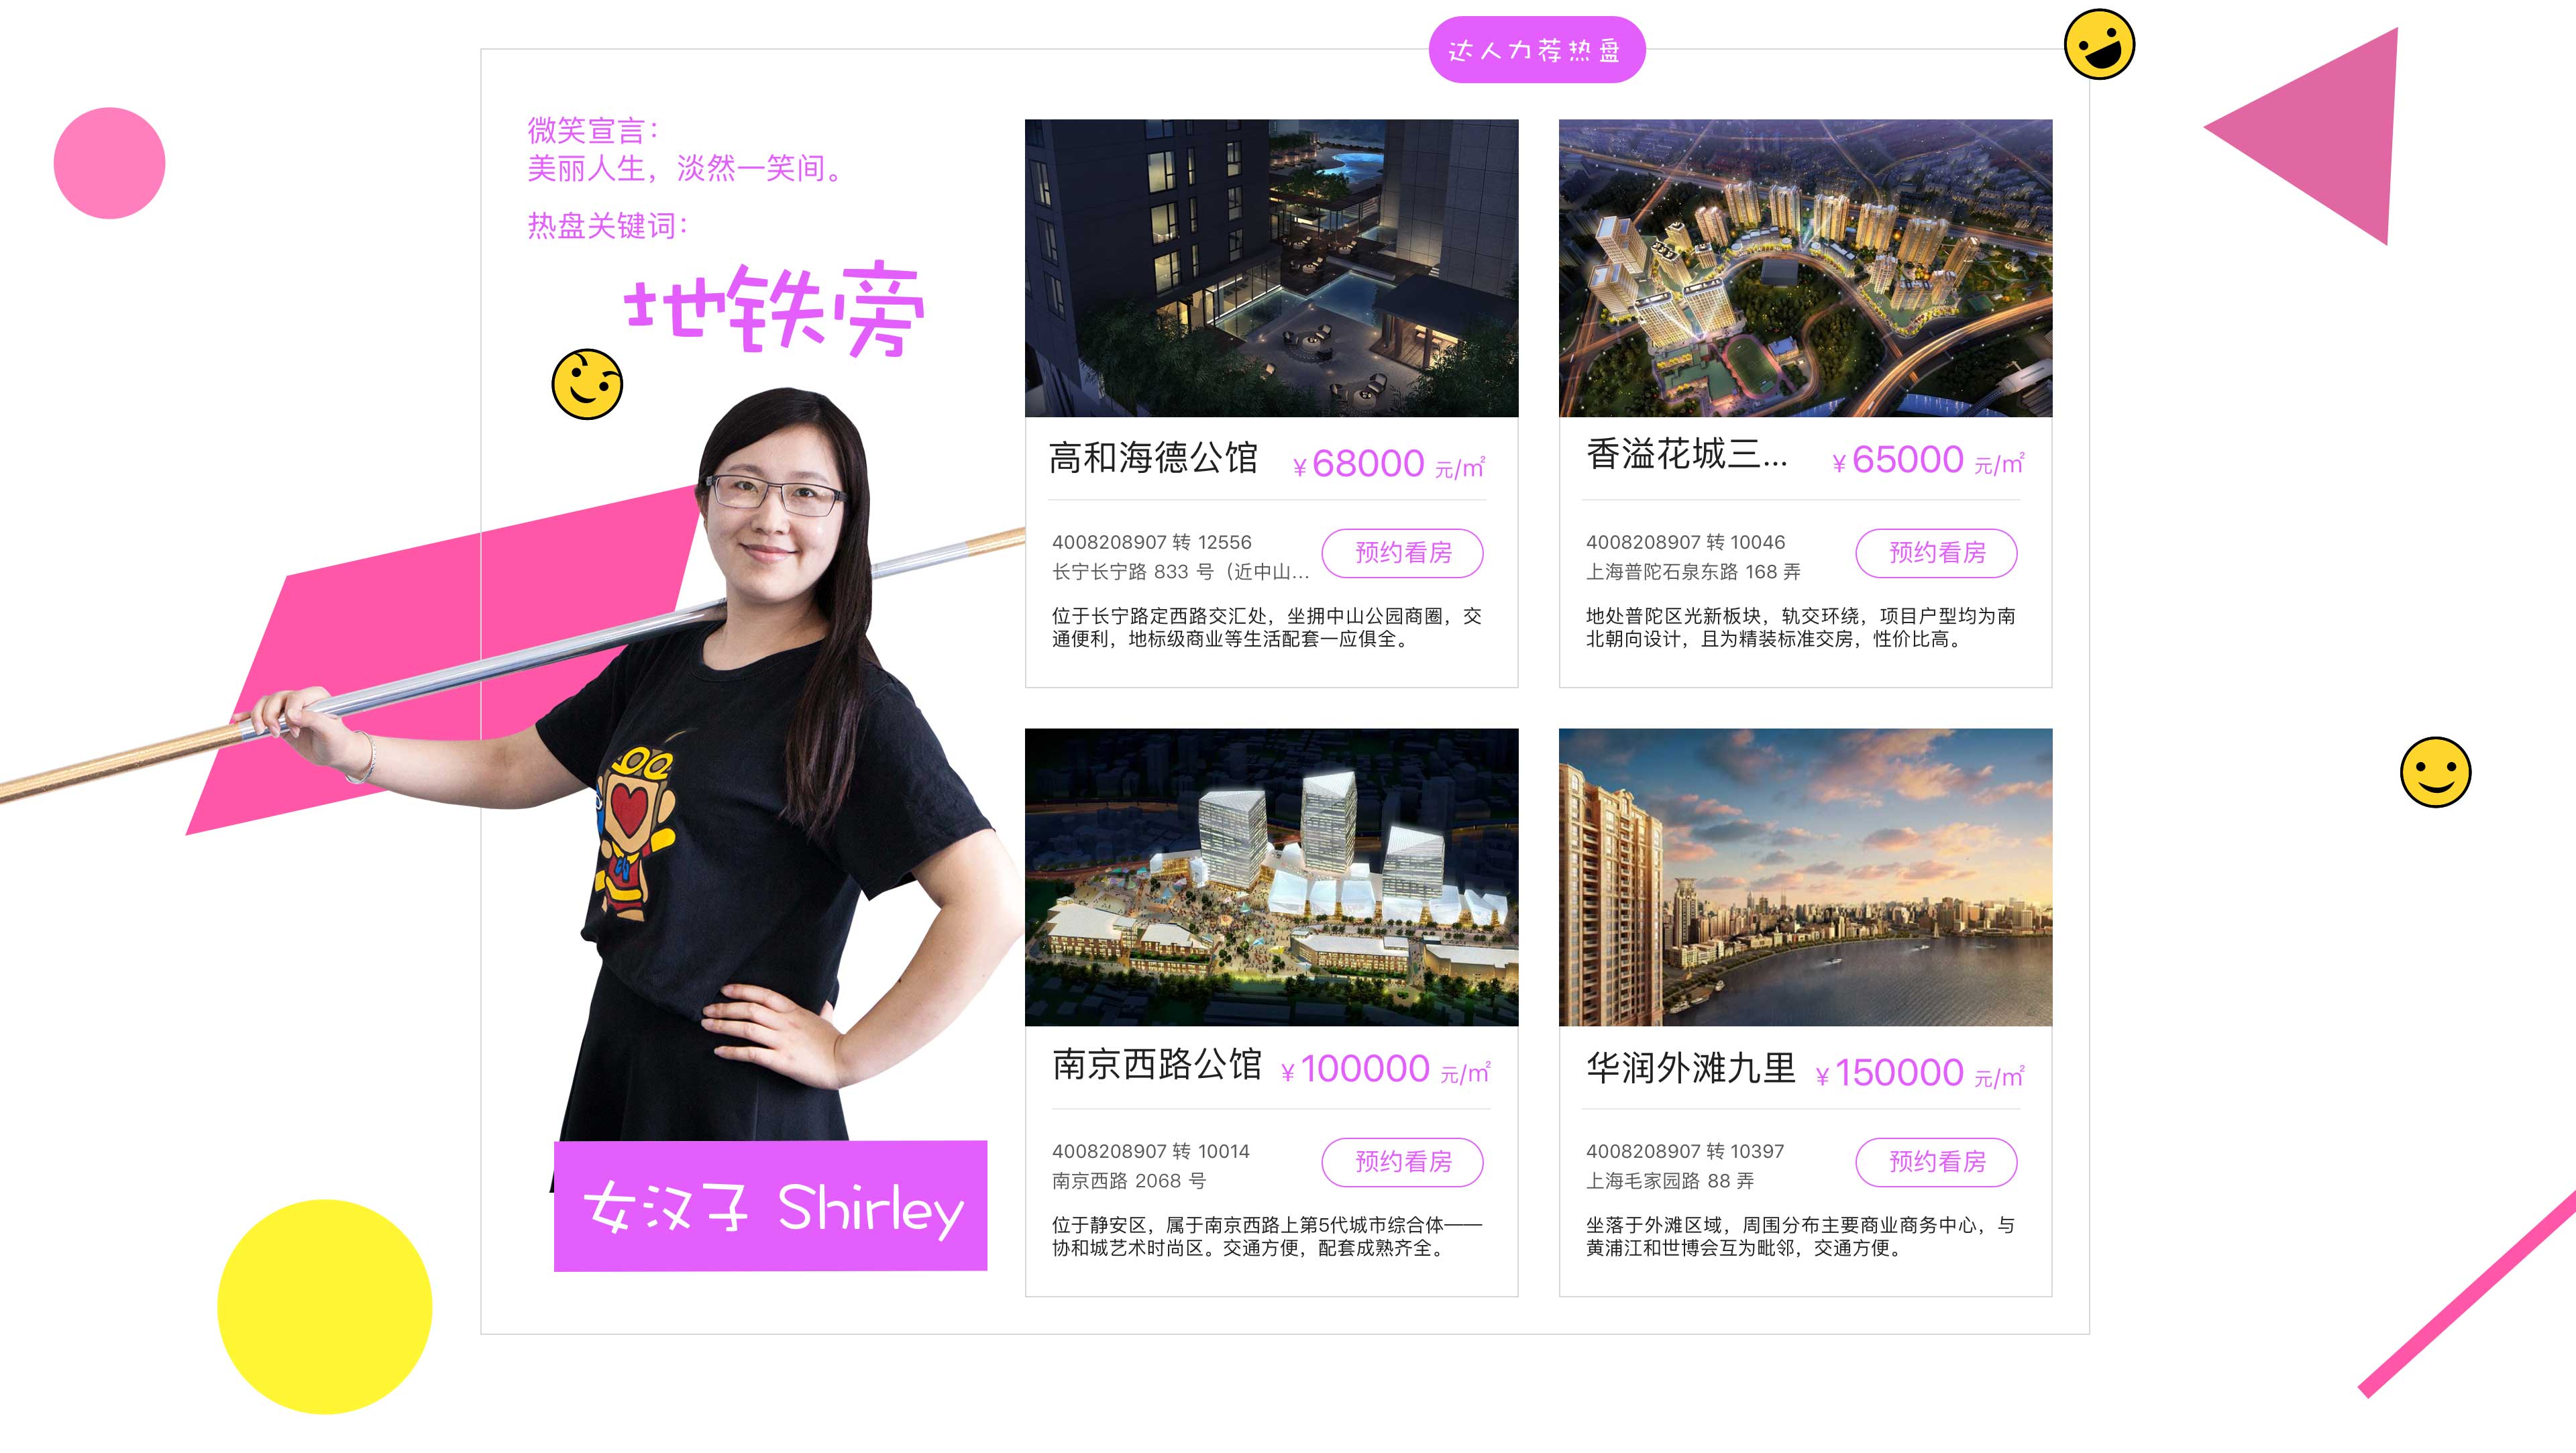 达人力荐热盘
微笑宣言：
美丽人生，淡然一笑间。
热盘关键词：
地铁旁
女汉子 Shirley
高和海德公馆 ¥68000 元/㎡
4008208907 转 12556
长宁长宁路 833 号（近中山...
预约看房
位于长宁路定西路交汇处，坐拥中山公园商圈，交
通便利，地标级商业等生活配套一应俱全。
香溢花城三... ¥65000 元/㎡
4008208907 转 10046
上海普陀石泉东路 168 弄
预约看房
地处普陀区光新板块，轨交环绕，项目户型均为南
北朝向设计，且为精装标准交房，性价比高。
南京西路公馆 ¥100000 元/㎡
4008208907 转 10014
南京西路 2068 号
预约看房
位于静安区，属于南京西路上第5代城市综合体——
协和城艺术时尚区。交通方便，配套成熟齐全。
华润外滩九里 ¥150000 元/㎡
4008208907 转 10397
上海毛家园路 88 弄
预约看房
坐落于外滩区域，周围分布主要商业商务中心，与
黄浦江和世博会互为毗邻，交通方便。